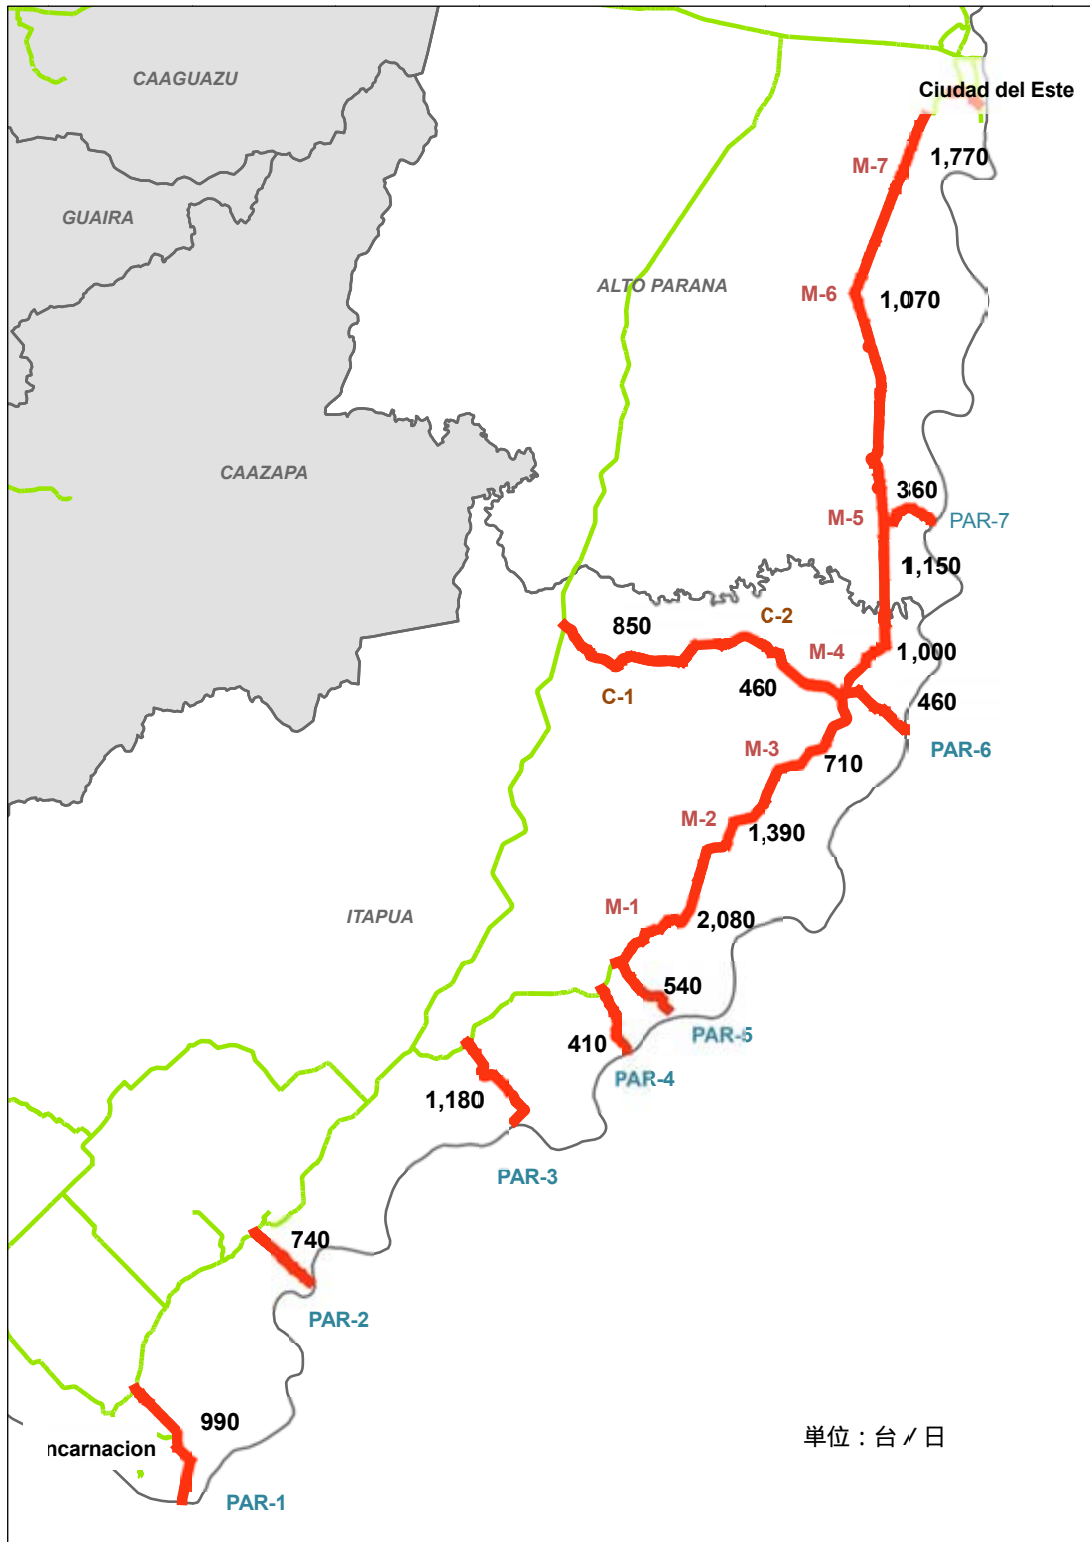 CAAGUAZU
Ciudad del Este
M-7
1,770
GUAIRA
ALTO PARANA
M-6
1,070
CAAZAPA
360
M-5
PAR-7
1,150
850
C-2
M-4
1,000
C-1
460
460
PAR-6
M-3
710
M-2
1,390
M-1
2,080
ITAPUA
540
PAR-5
410
PAR-4
1,180
PAR-3
740
PAR-2
990
ncarnacion
単位：台／日
PAR-1